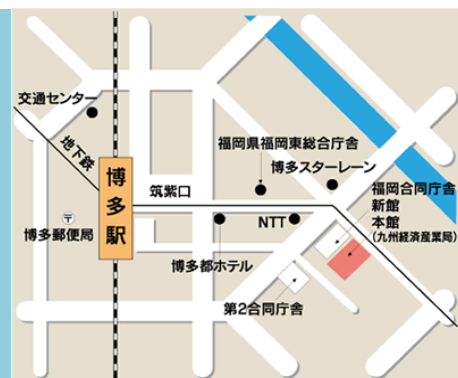 交通センター
地下鉄
福岡県福岡東総合庁舎
博多スターレーン
博多駅
筑紫口
福岡合同庁舎
新館
本館
(九州経済産業局)
〒
博多郵便局
NTT
博多都ホテル
第2合同庁舎